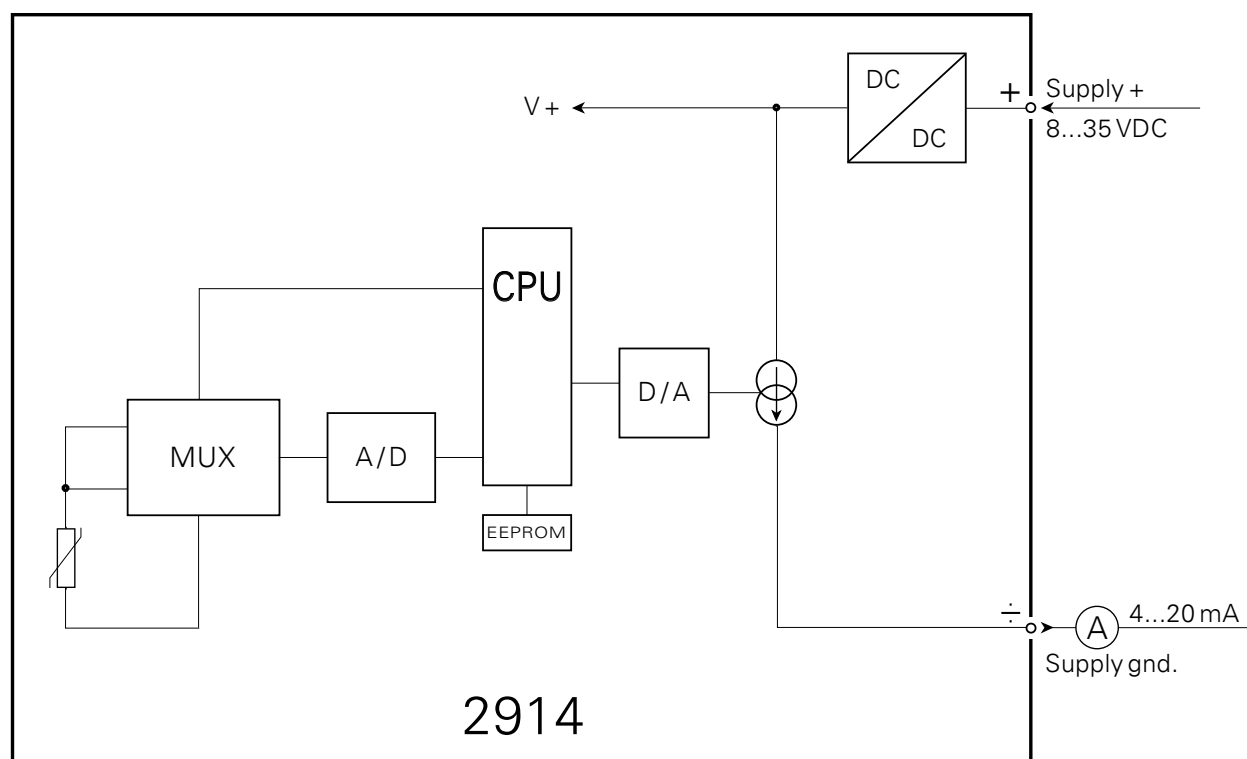 DC
DC
V +
+
Supply +
8...35 VDC
CPU
D/A
MUX
A/D
EEPROM
÷
A
4...20 mA
Supply gnd.
2914